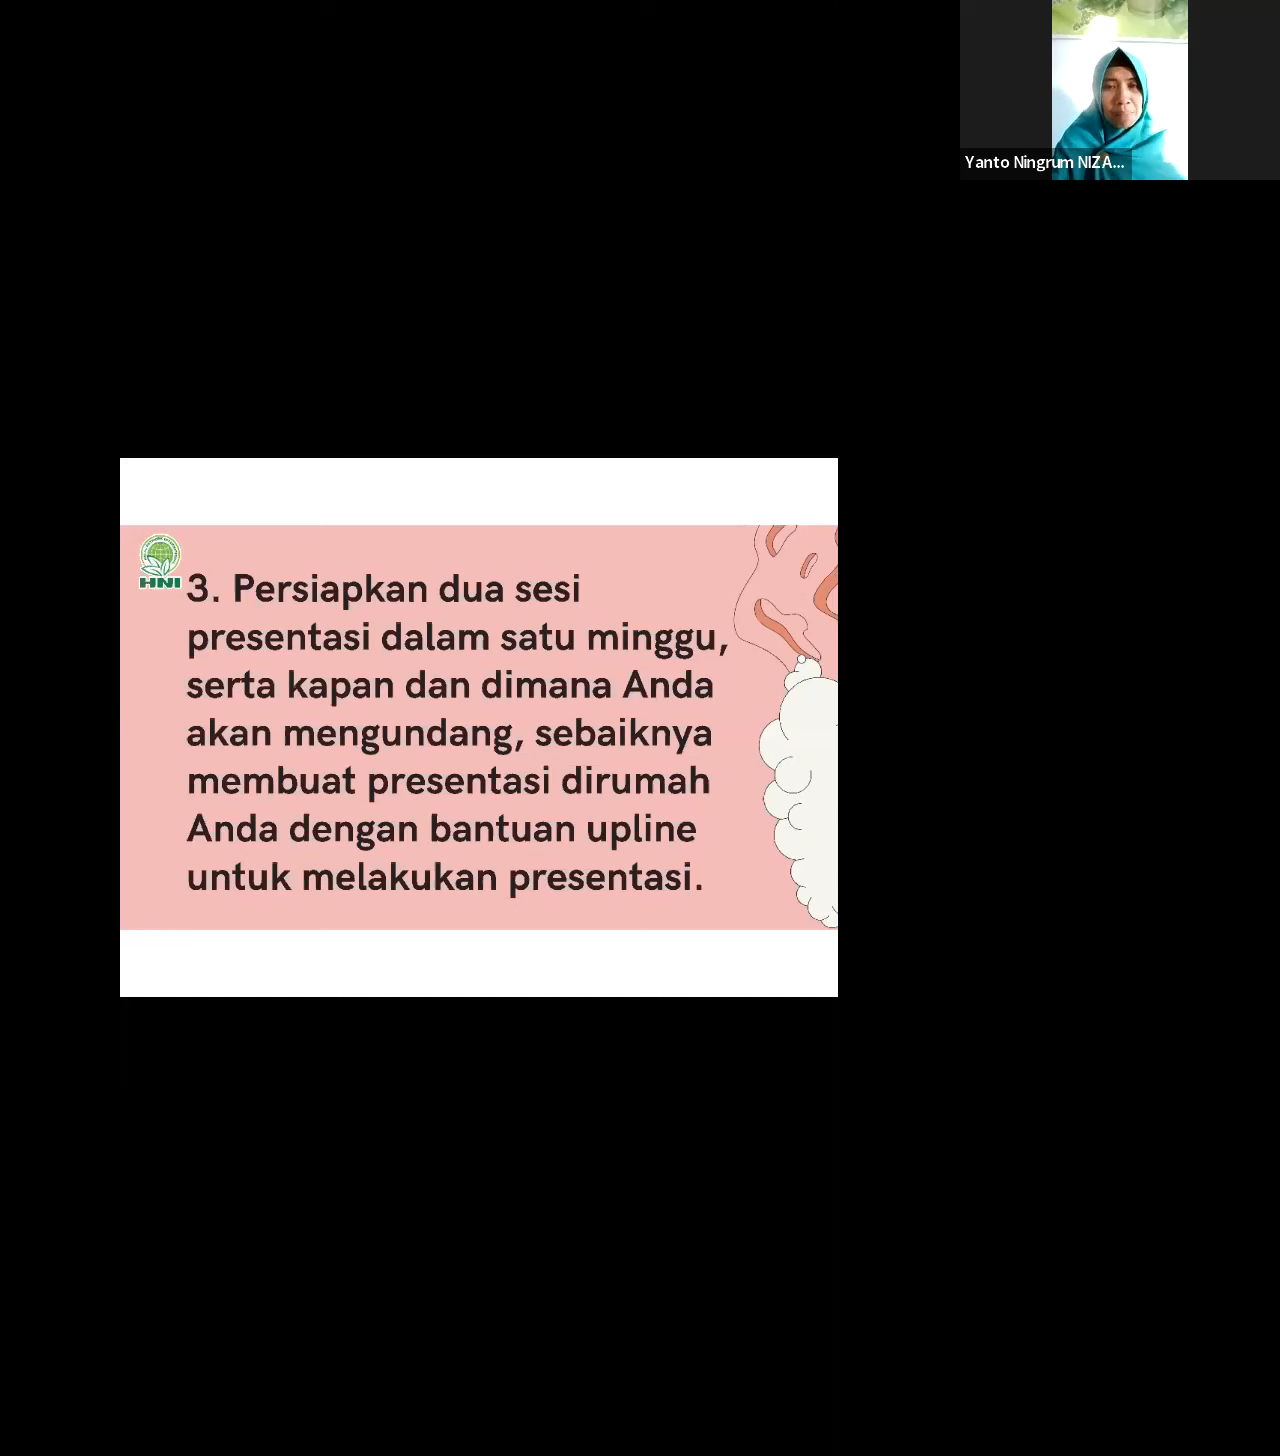 Yanto Ningrum NIZA...
HNI
3. Persiapkan dua sesi
presentasi dalam satu minggu,
serta kapan dan dimana Anda
akan mengundang, sebaiknya
membuat presentasi dirumah
Anda dengan bantuan upline
untuk melakukan presentasi.